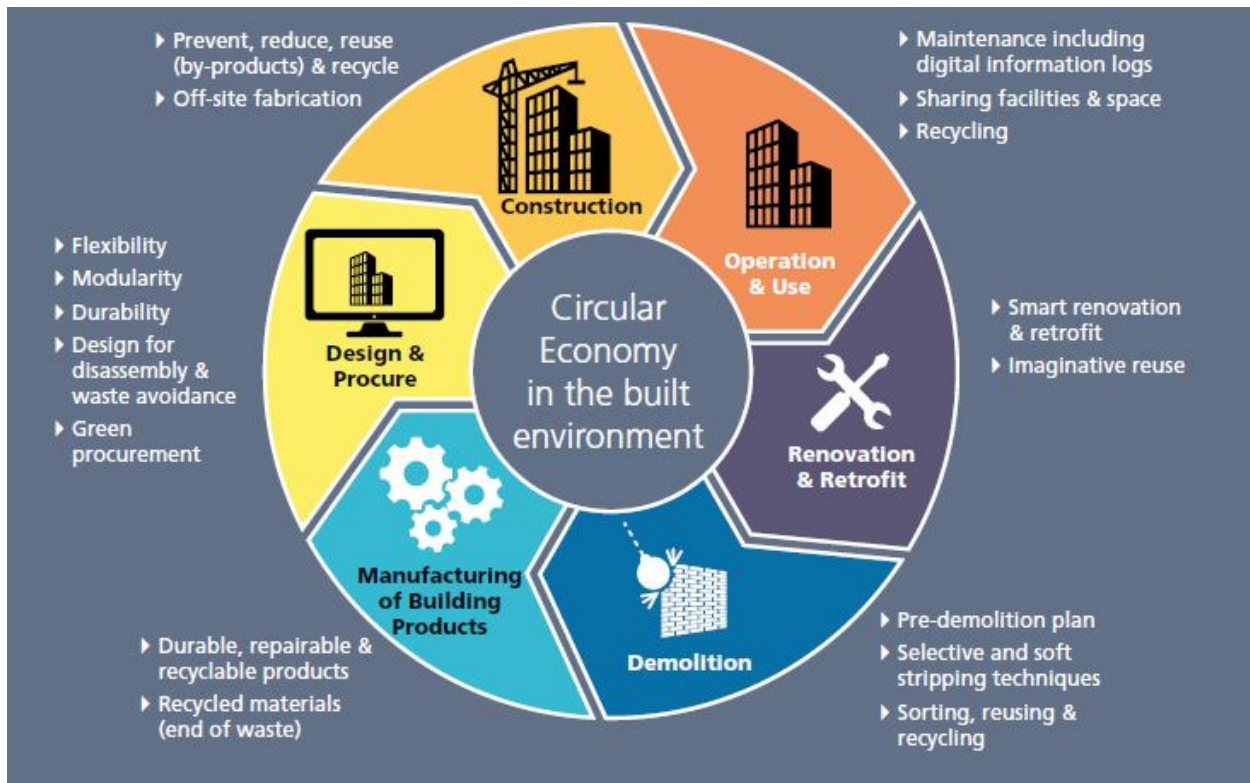 Prevent, reduce, reuse
(by-products) & recycle
Off-site fabrication
Construction
Maintenance including
digital information logs
Sharing facilities & space
Recycling
Operation
& Use
Smart renovation
& retrofit
Imaginative reuse
Renovation
& Retrofit
Pre-demolition plan
Selective and soft
stripping techniques
Sorting, reusing &
recycling
Demolition
Durable, repairable &
recyclable products
Recycled materials
(end of waste)
Manufacturing
of Building
Products
Flexibility
Modularity
Durability
Design for
disassembly &
waste avoidance
Green
procurement
Design &
Procure
Circular
Economy
in the built
environment